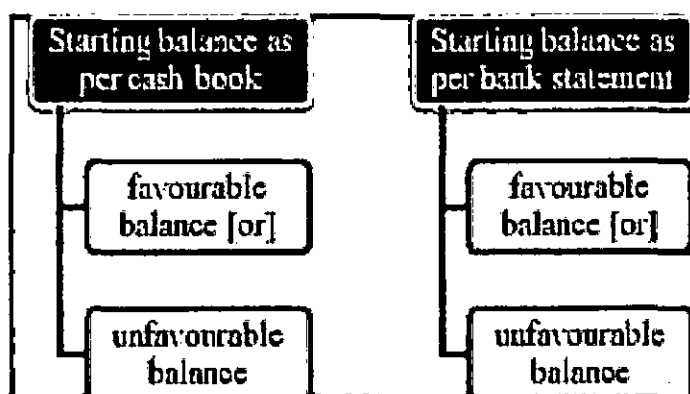 Starting balance as
per cash book
favourable
balance [or]
unfavourable
balance
Starting balance as
per bank statement
favourable
balance [or]
unfavourable
balance